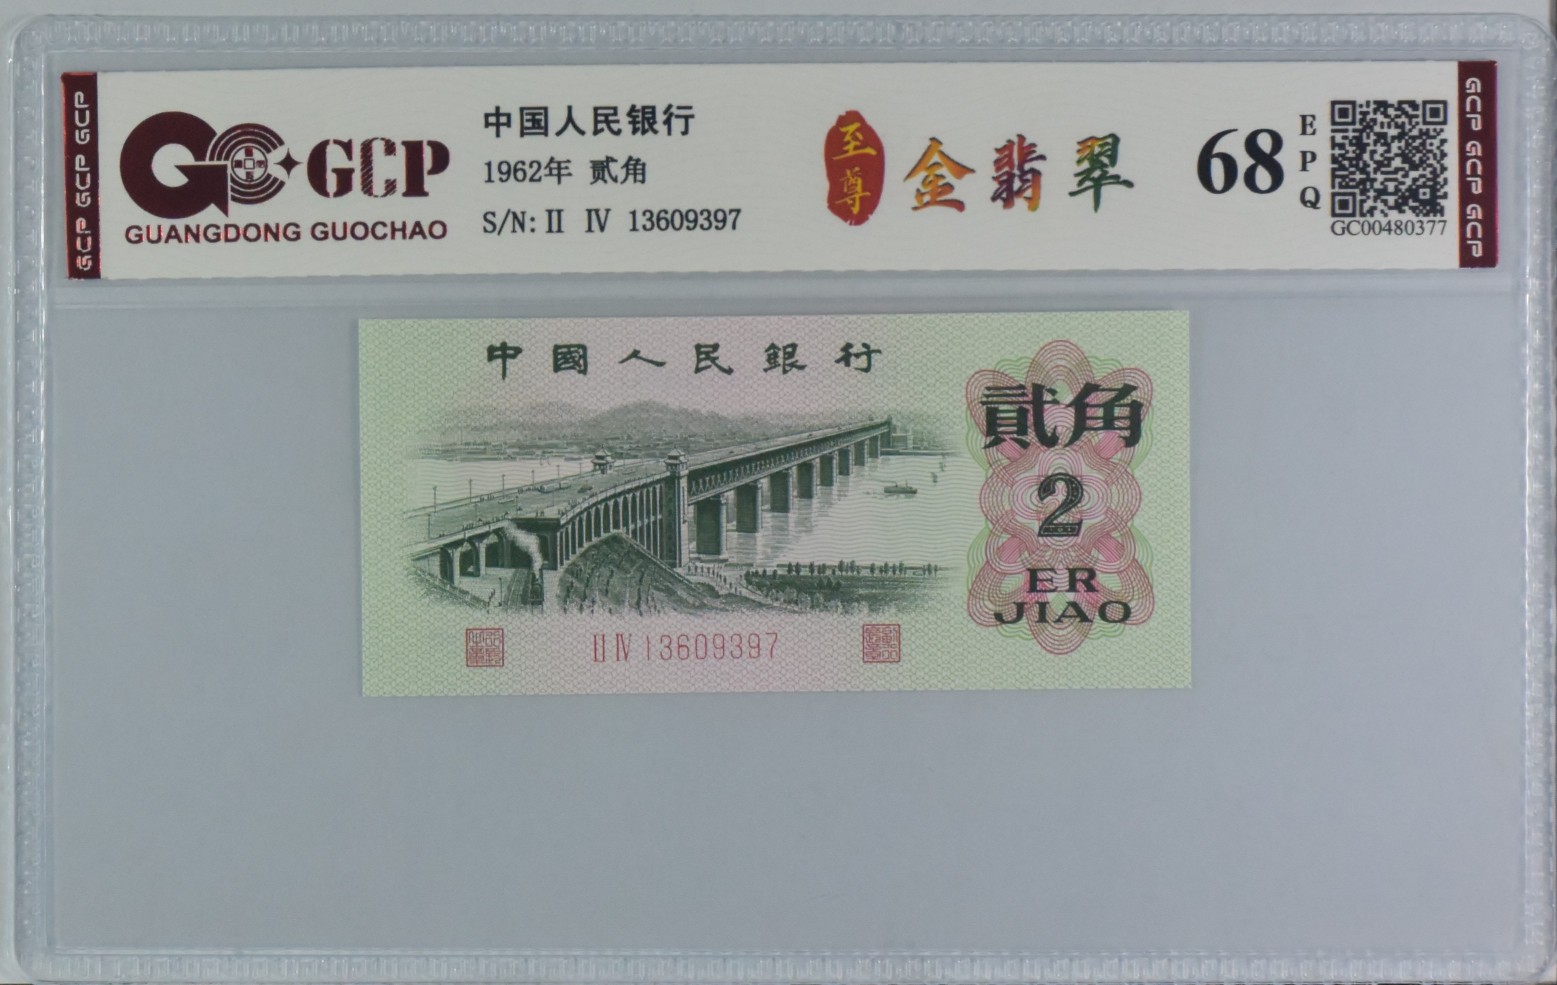 GCP GCP GCP
GCP
GUANGDONG GUOCHAO
中国人民银行
1962年 贰角
S/N: II IV 13609397
至尊
金翡翠
68
EPQ
GC00480377
GCP GCP GCP
中國人民銀行
貳角
2
ER
JIAO
II IV 13609397